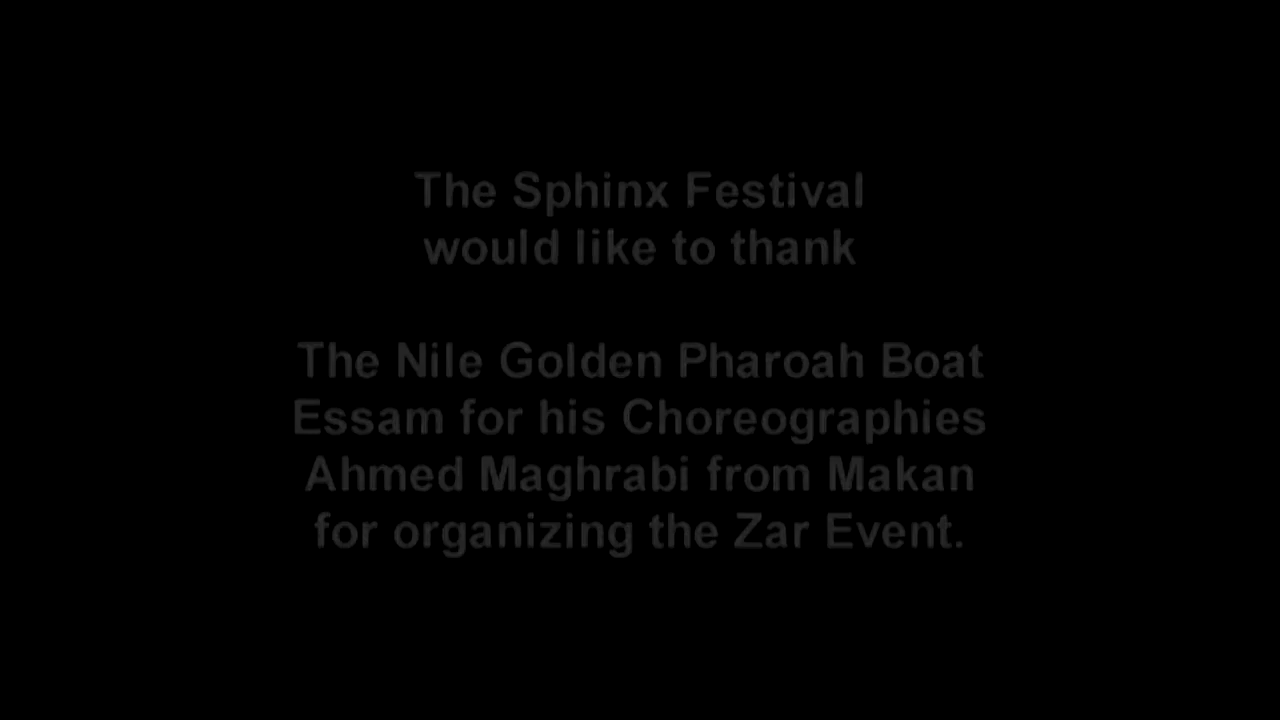 The Sphinx Festival
would like to thank
The Nile Golden Pharoah Boat
Essam for his Choreographies
Ahmed Maghrabi from Makan
for organizing the Zar Event.